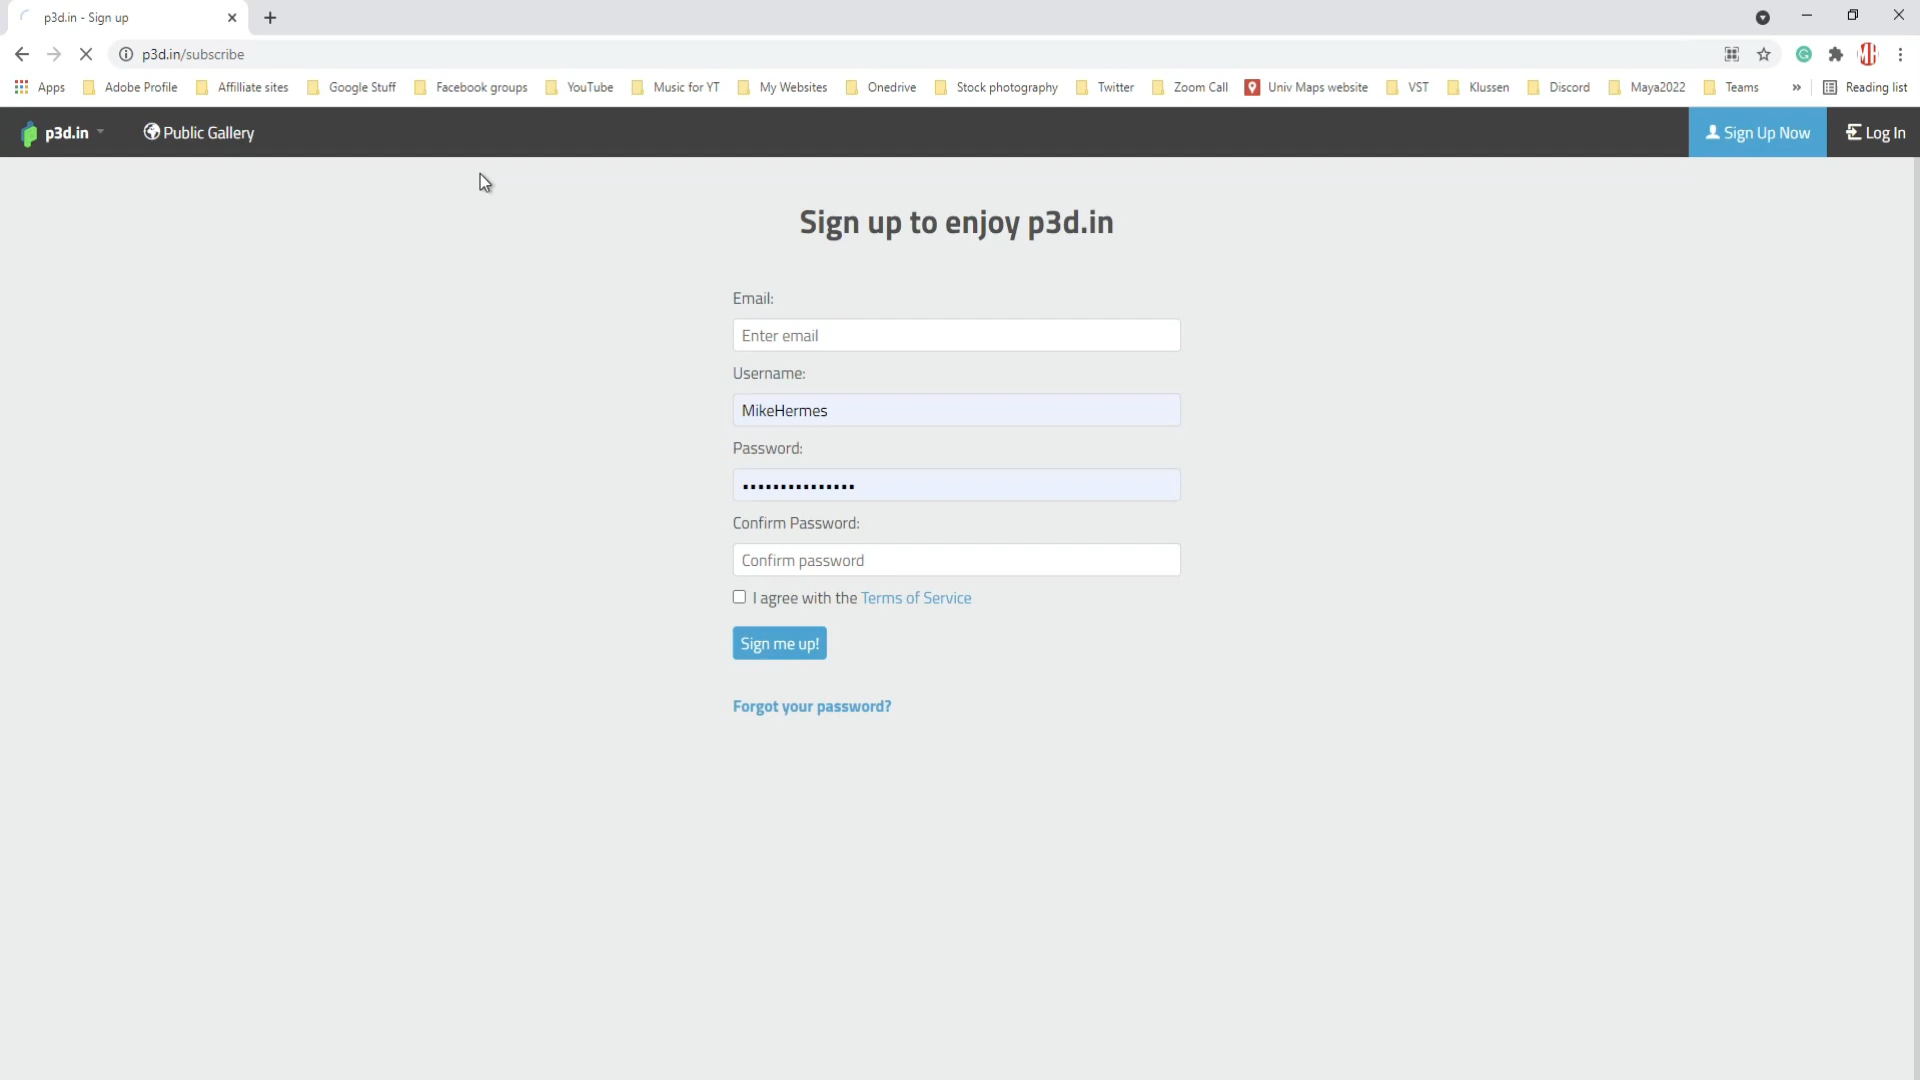 p3d.in - Sign up
p3d.in/subscribe
Apps Adobe Profile Affilliate sites Google Stuff Facebook groups YouTube Music for YT My Websites Onedrive Stock photography Twitter Zoom Call Univ Maps website VST Klussen Discord Maya2022 Teams » Reading list
p3d.in Public Gallery Sign Up Now Log In
Sign up to enjoy p3d.in
Email:
Enter email
Username:
MikeHermes
Password:
•••••••••••••••
Confirm Password:
Confirm password
I agree with the Terms of Service
Sign me up!
Forgot your password?